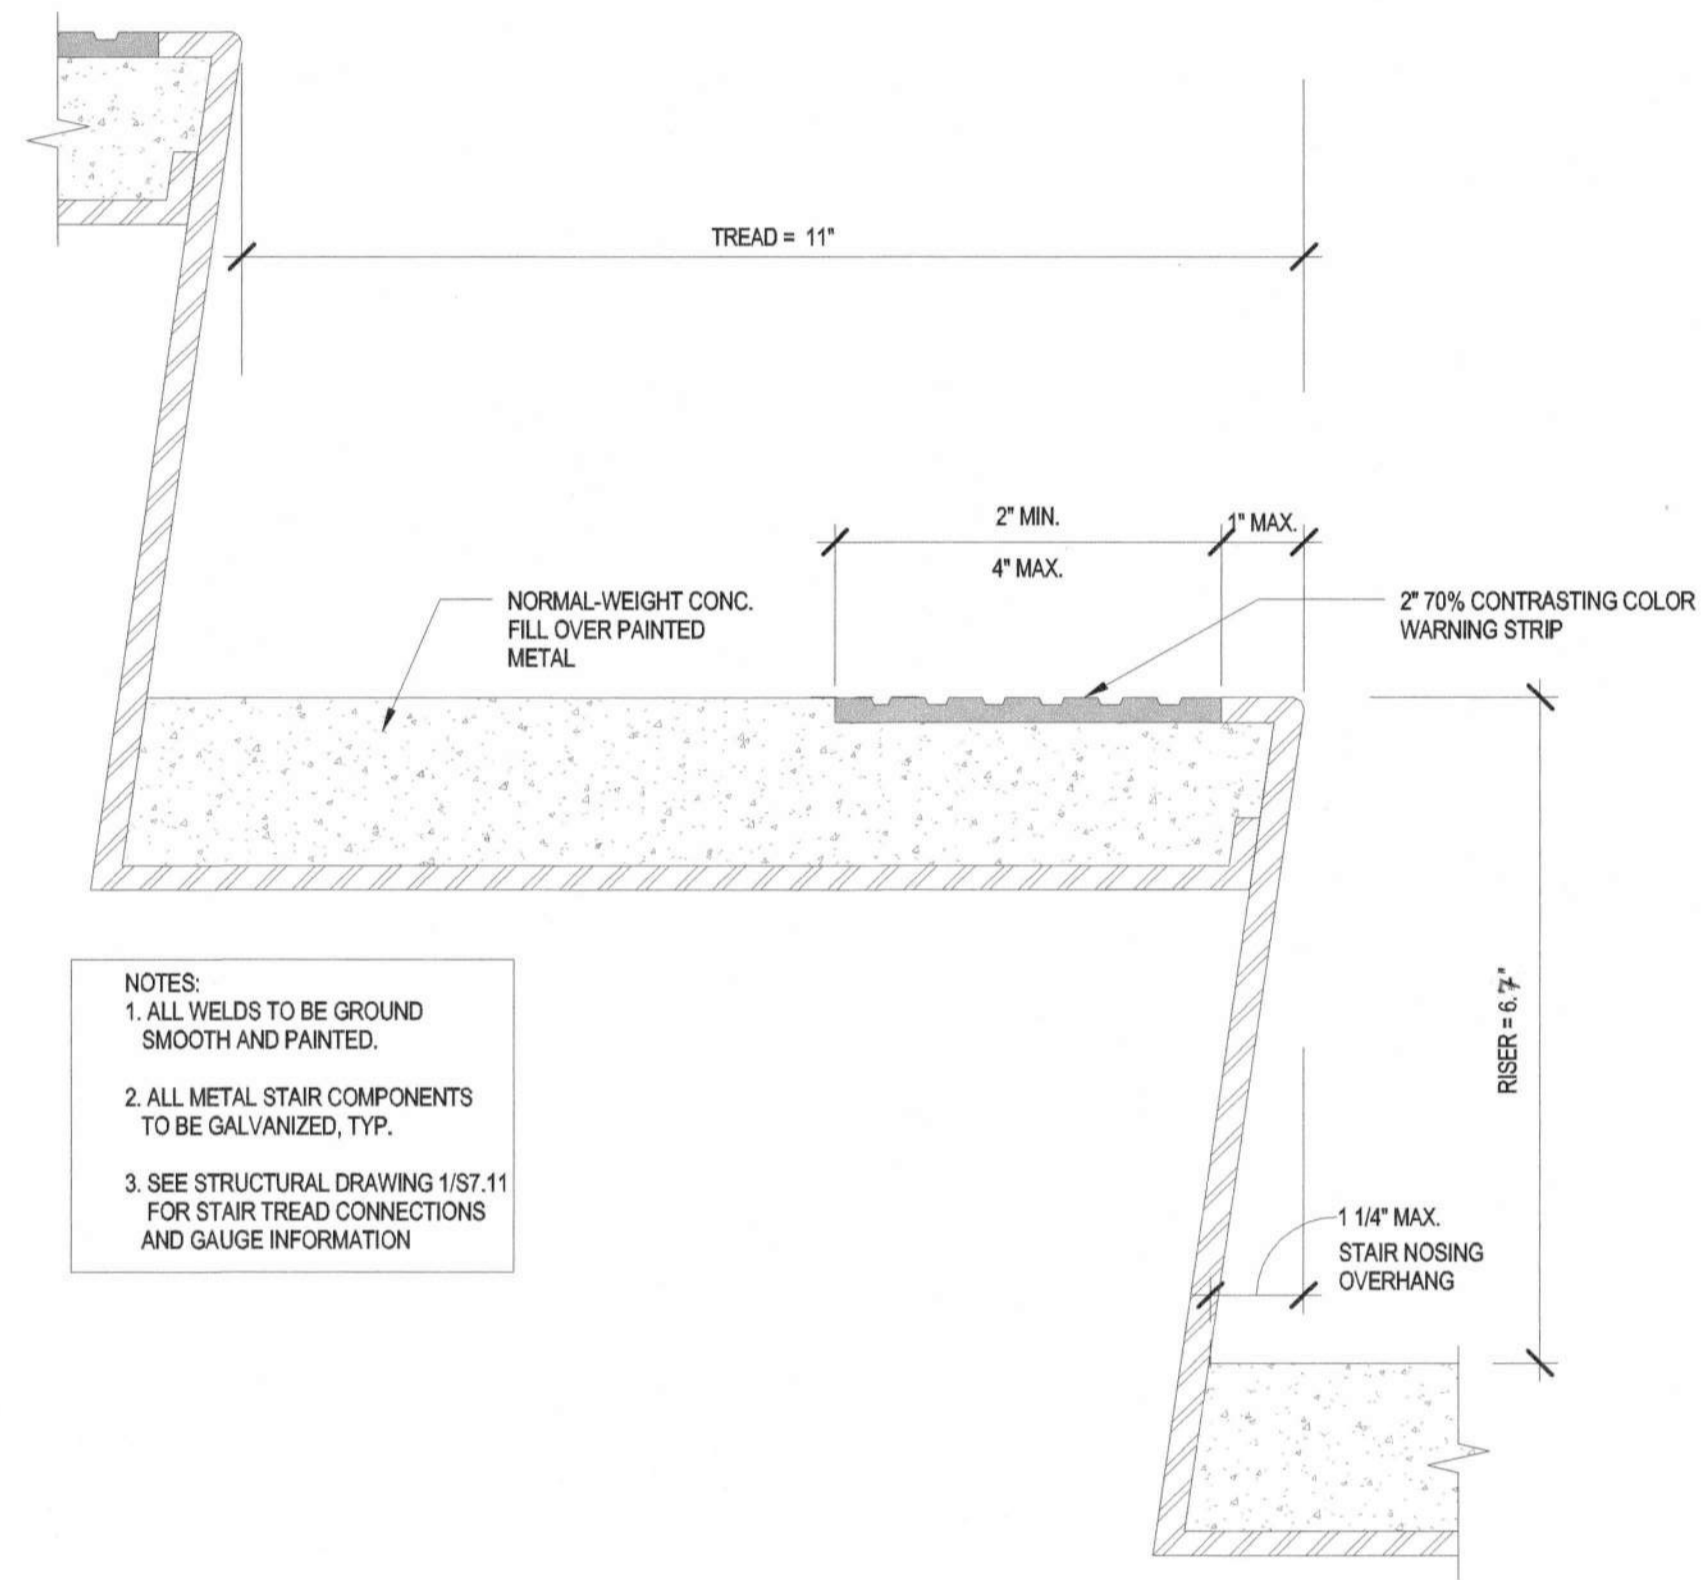 TREAD = 11"
2" MIN.
1" MAX.
4" MAX.
NORMAL-WEIGHT CONC.
FILL OVER PAINTED
METAL
2" 70% CONTRASTING COLOR
WARNING STRIP
NOTES:
1. ALL WELDS TO BE GROUND
SMOOTH AND PAINTED.
2. ALL METAL STAIR COMPONENTS
TO BE GALVANIZED, TYP.
3. SEE STRUCTURAL DRAWING 1/S7.11
FOR STAIR TREAD CONNECTIONS
AND GAUGE INFORMATION
RISER = 6.7"
1 1/4" MAX.
STAIR NOSING
OVERHANG